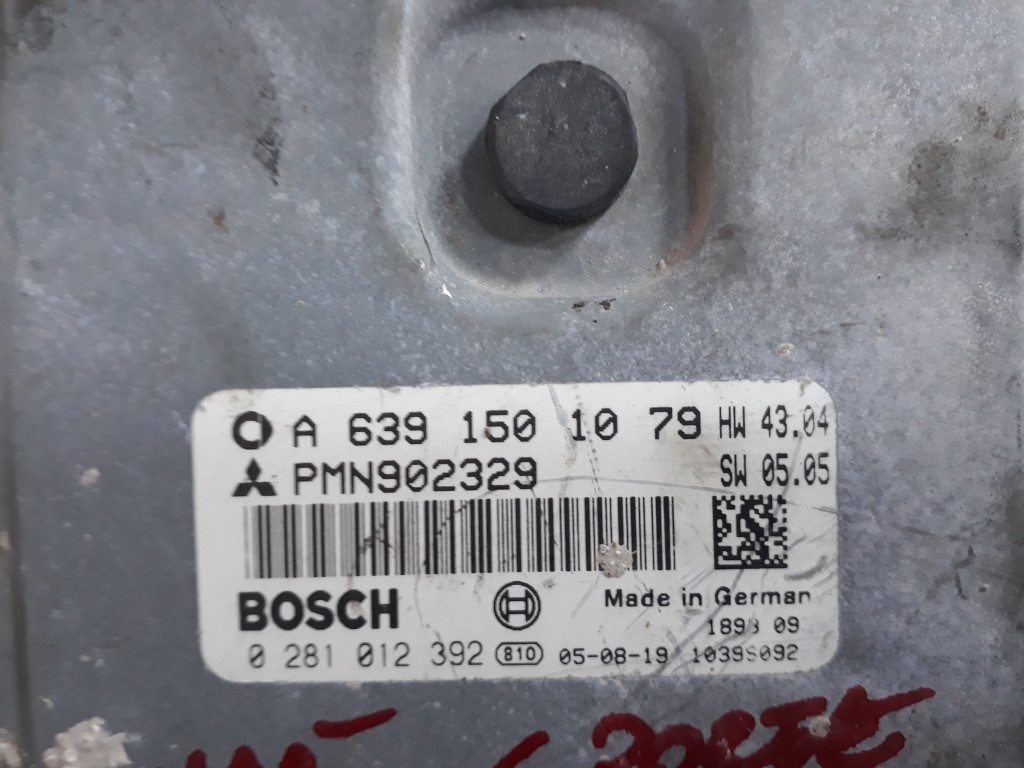 A 639 150 10 79 HW 43.04
PMN902329 SW 05.05
BOSCH Made in German
09
0 281 012 392 810 05-08-19